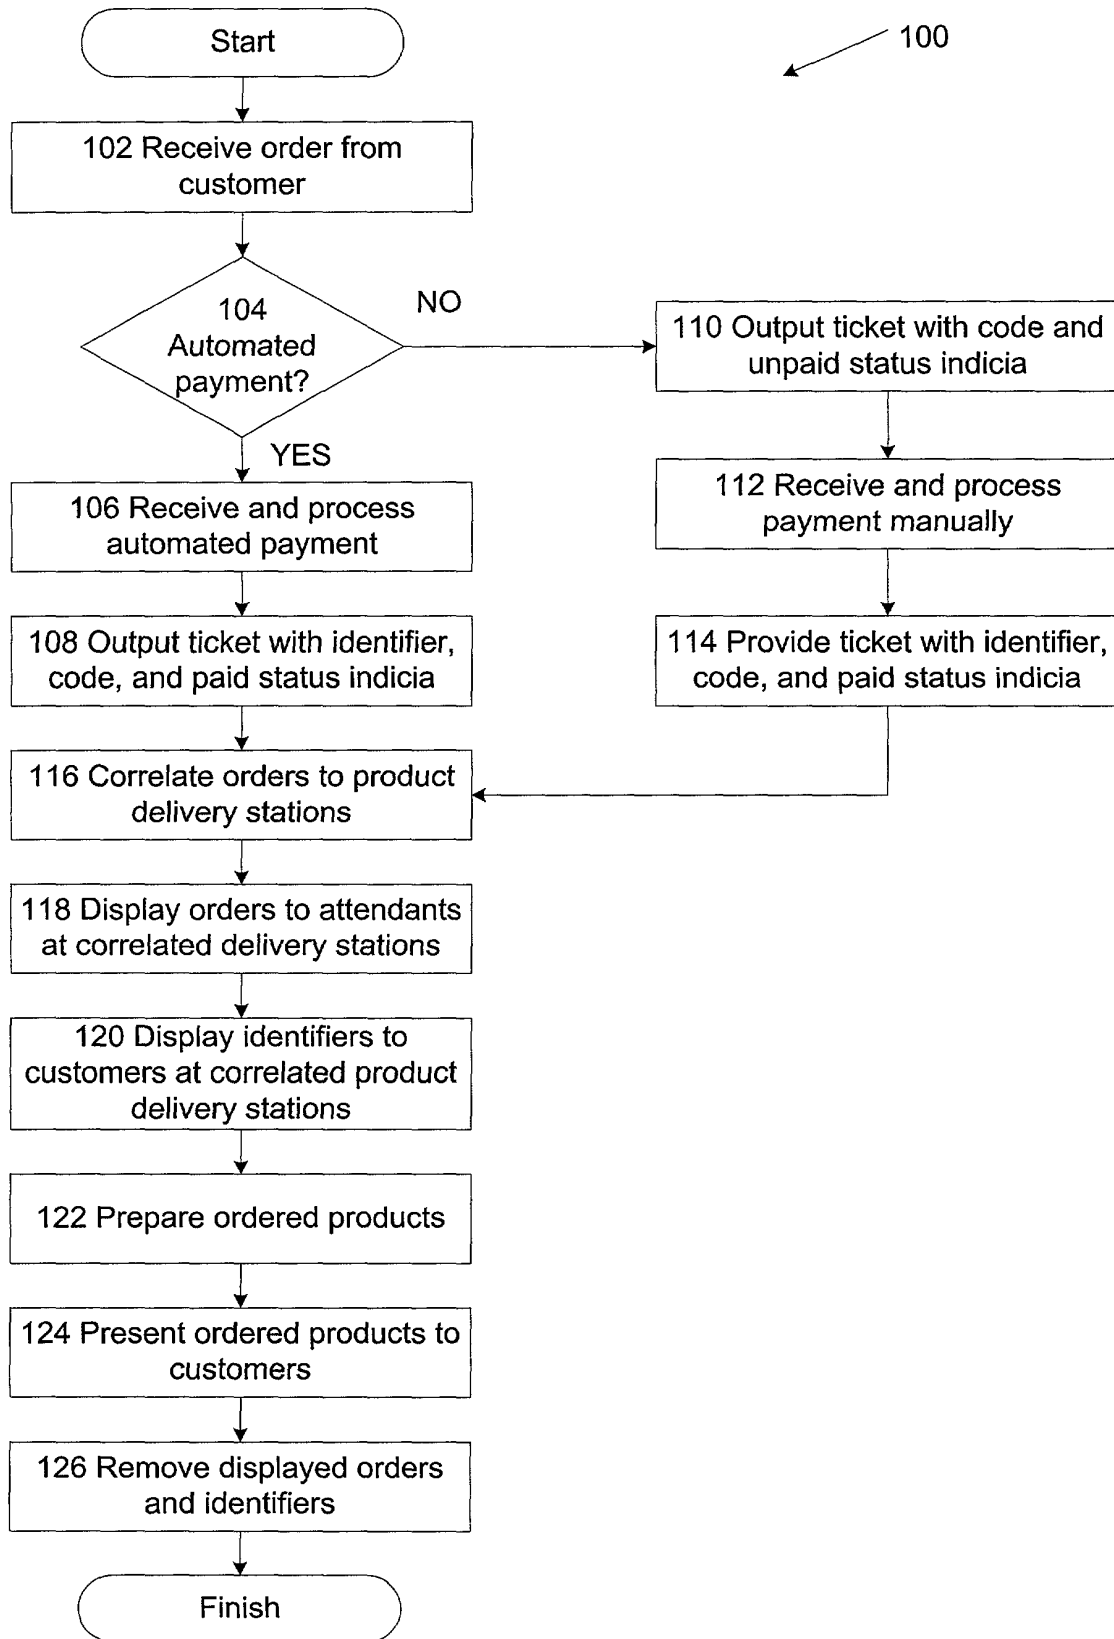 Start
100
102 Receive order from
customer
104
Automated
payment?
NO
YES
110 Output ticket with code and
unpaid status indicia
106 Receive and process
automated payment
112 Receive and process
payment manually
108 Output ticket with identifier,
code, and paid status indicia
114 Provide ticket with identifier,
code, and paid status indicia
116 Correlate orders to product
delivery stations
118 Display orders to attendants
at correlated delivery stations
120 Display identifiers to
customers at correlated product
delivery stations
122 Prepare ordered products
124 Present ordered products to
customers
126 Remove displayed orders
and identifiers
Finish